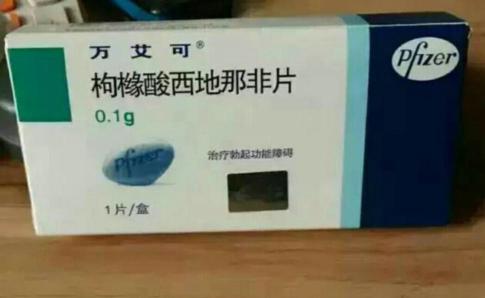 万艾可®
Pfizer
枸橼酸西地那非片
0.1g
Pfizer
治疗勃起功能障碍
1片/盒